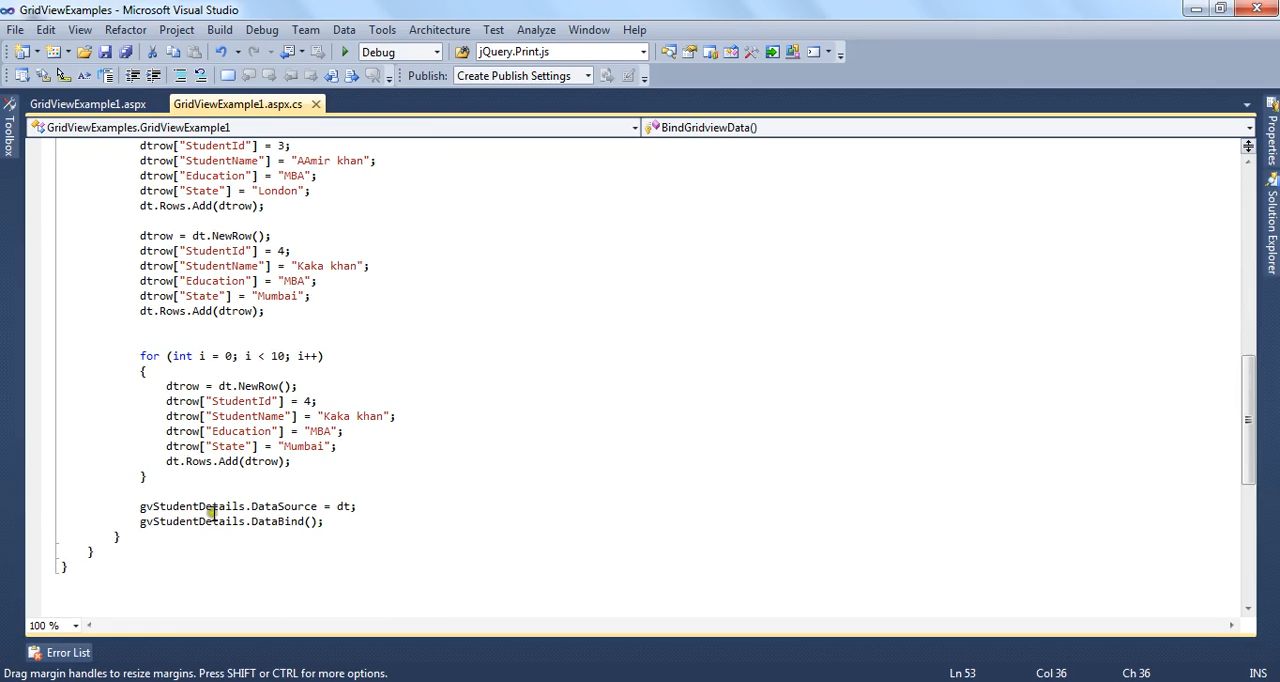 GridViewExamples - Microsoft Visual Studio
File Edit View Refactor Project Build Debug Team Data Tools Architecture Test Analyze Window Help
Debug jQuery.Print.js
Publish: Create Publish Settings
GridViewExample1.aspx GridViewExample1.aspx.cs
GridViewExamples.GridViewExample1 BindGridviewData()
Toolbox
Properties
Solution Explorer
dtrow["StudentId"] = 3;
dtrow["StudentName"] = "AAmir khan";
dtrow["Education"] = "MBA";
dtrow["State"] = "London";
dt.Rows.Add(dtrow);
dtrow = dt.NewRow();
dtrow["StudentId"] = 4;
dtrow["StudentName"] = "Kaka khan";
dtrow["Education"] = "MBA";
dtrow["State"] = "Mumbai";
dt.Rows.Add(dtrow);
for (int i = 0; i < 10; i++)
{
dtrow = dt.NewRow();
dtrow["StudentId"] = 4;
dtrow["StudentName"] = "Kaka khan";
dtrow["Education"] = "MBA";
dtrow["State"] = "Mumbai";
dt.Rows.Add(dtrow);
}
gvStudentDetails.DataSource = dt;
gvStudentDetails.DataBind();
}
}
}
100 %
Error List
Drag margin handles to resize margins. Press SHIFT or CTRL for more options. Ln 53 Col 36 Ch 36 INS